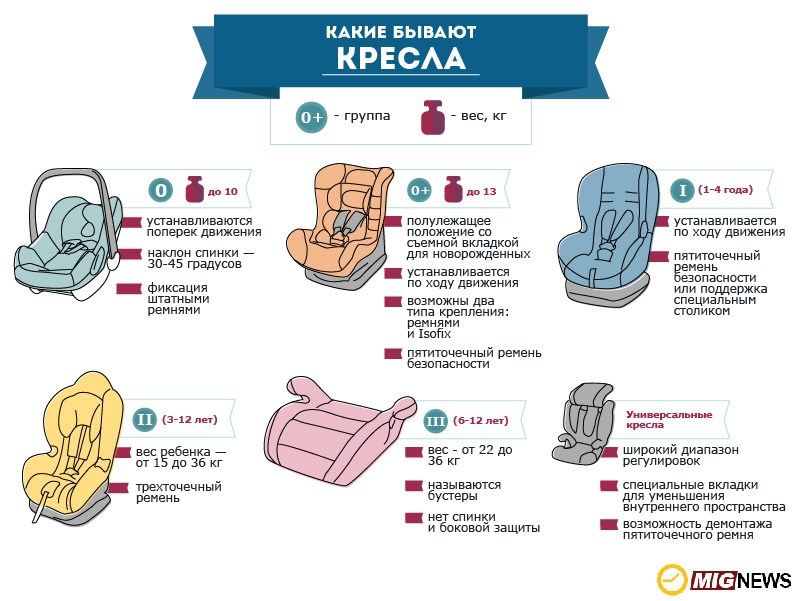 КАКИЕ БЫВАЮТ
КРЕСЛА
0+ - группа
- вес, кг
0 до 10
устанавливаются
поперек движения
наклон спинки —
30-45 градусов
фиксация
штатными
ремнями
0+ до 13
полулежащее
положение со
съемной вкладкой
для новорожденных
устанавливается
по ходу движения
возможны два
типа крепления:
ремнями
и Isofix
пятиточечный ремень
безопасности
I (1-4 года)
устанавливается
по ходу движения
пятиточечный
ремень
безопасности
или поддержка
специальным
столиком
II (3-12 лет)
вес ребенка —
от 15 до 36 кг
трехточечный
ремень
III (6-12 лет)
вес - от 22 до
36 кг
называются
бустеры
нет спинки
и боковой защиты
Универсальные
кресла
широкий диапазон
регулировок
специальные вкладки
для уменьшения
внутреннего пространства
возможность демонтажа
пятиточечного ремня
MIGNEWS